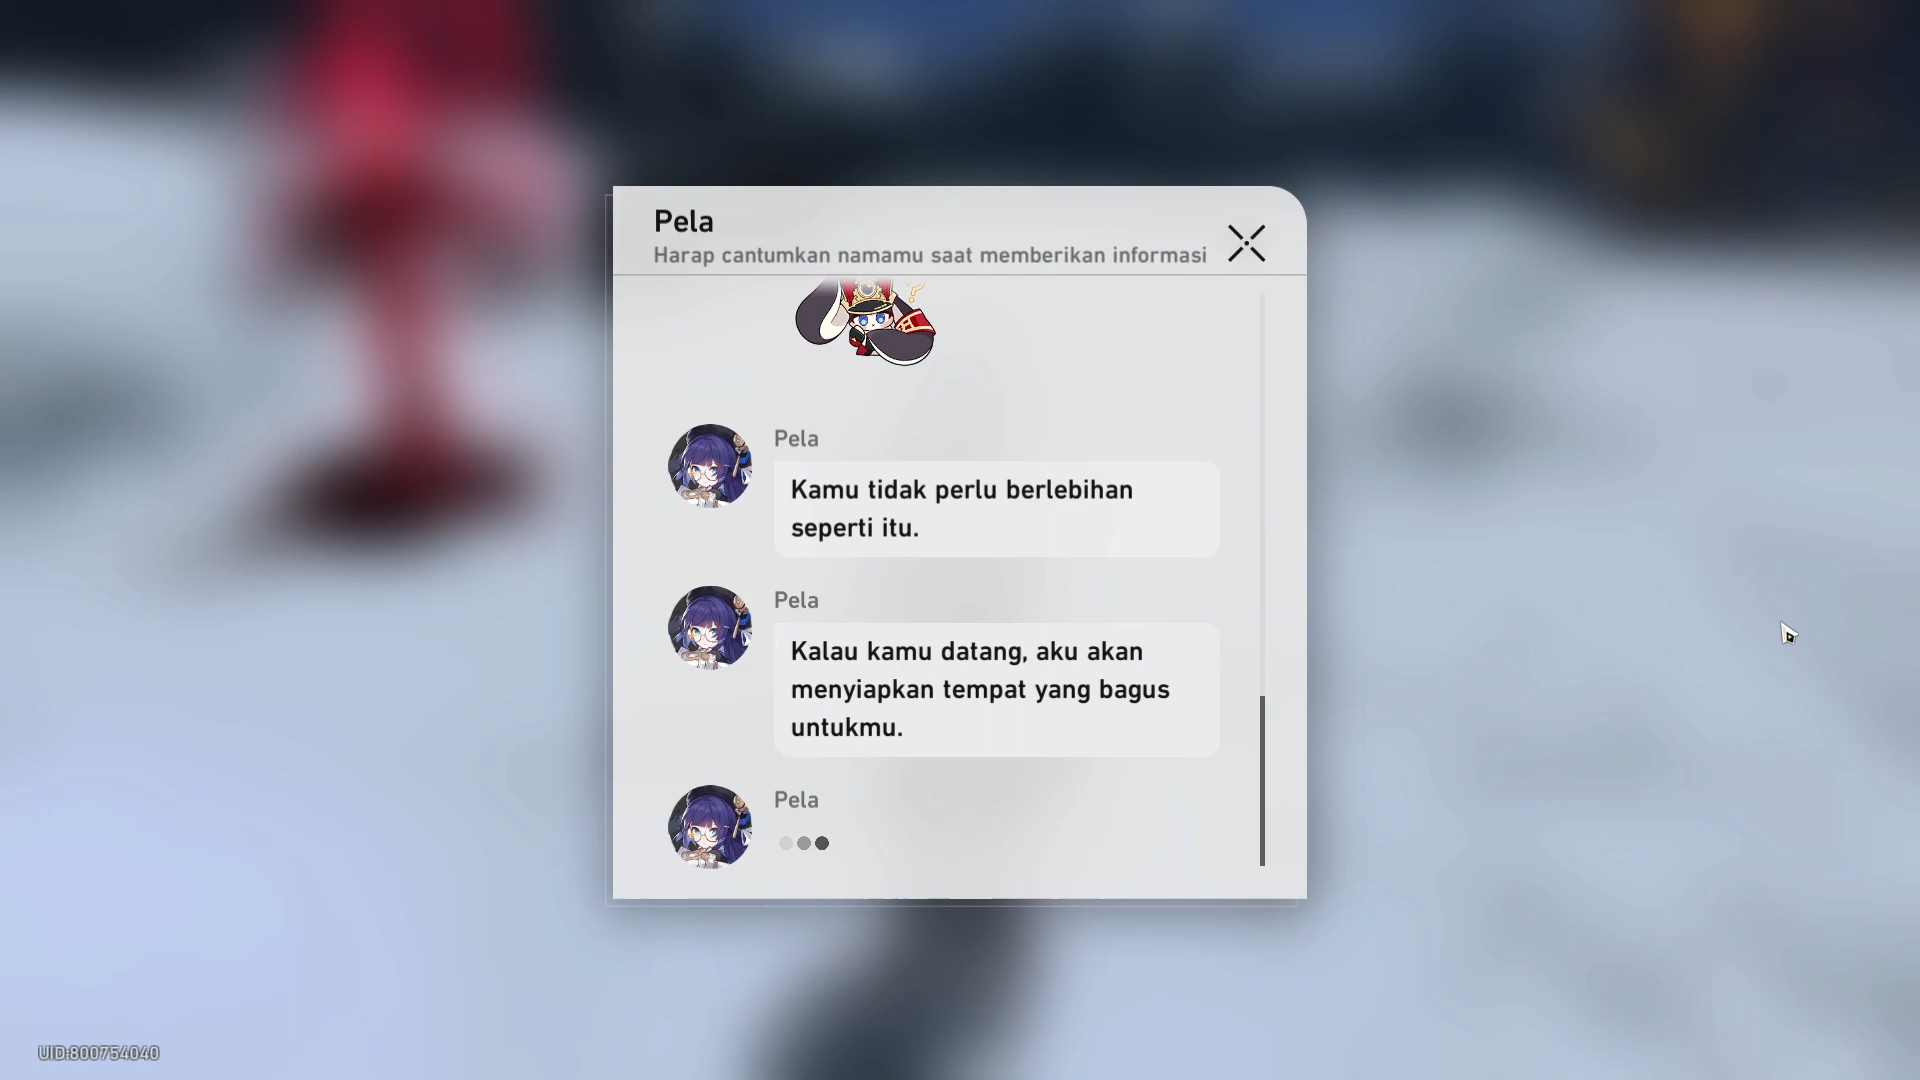 Pela
Harap cantumkan namamu saat memberikan informasi
Pela
Kamu tidak perlu berlebihan
seperti itu.
Pela
Kalau kamu datang, aku akan
menyiapkan tempat yang bagus
untukmu.
Pela
UID:800754040